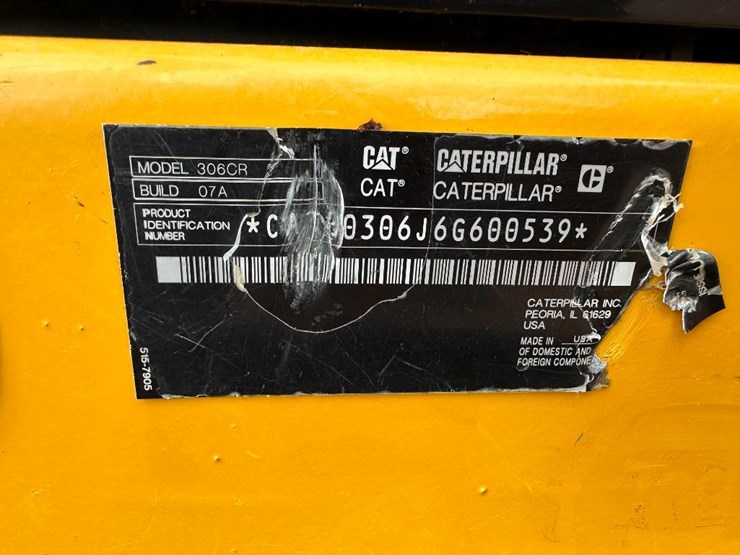 MODEL 306CR
BUILD 07A
CAT® CATERPILLAR® C
CAT® CATERPILLAR®
PRODUCT
IDENTIFICATION
NUMBER
0306J6G600539*
CATERPILLAR INC.
PEORIA, IL 61629
USA
MADE IN USA
OF DOMESTIC AND
FOREIGN
515-7905